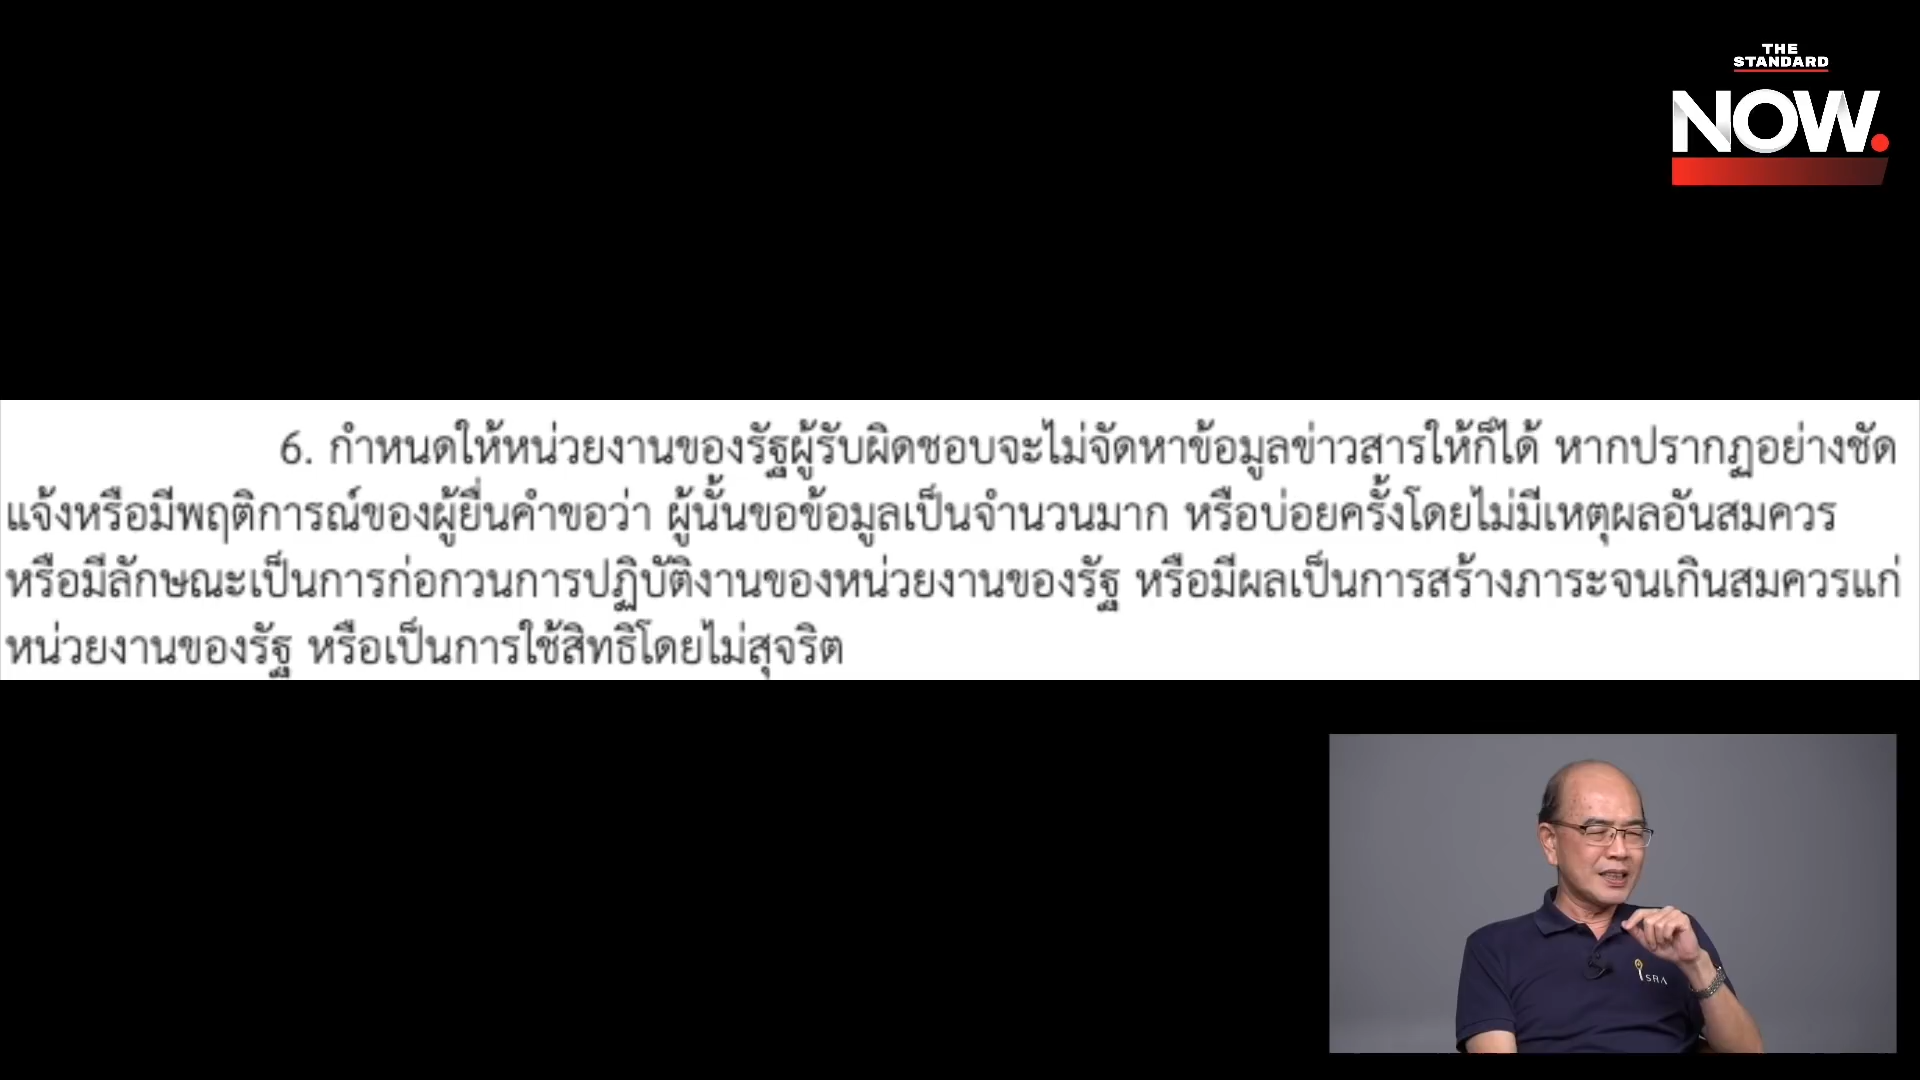 THE
STANDARD
NOW.
6. กำหนดให้หน่วยงานของรัฐผู้รับผิดชอบจะไม่จัดหาข้อมูลข่าวสารให้ก็ได้ หากปรากฏอย่างชัด
แจ้งหรือมีพฤติการณ์ของผู้ยื่นคำขอว่า ผู้นั้นขอข้อมูลเป็นจำนวนมาก หรือบ่อยครั้งโดยไม่มีเหตุผลอันสมควร
หรือมีลักษณะเป็นการก่อกวนการปฏิบัติงานของหน่วยงานของรัฐ หรือมีผลเป็นการสร้างภาระจนเกินสมควรแก่
หน่วยงานของรัฐ หรือเป็นการใช้สิทธิโดยไม่สุจริต
ISRA